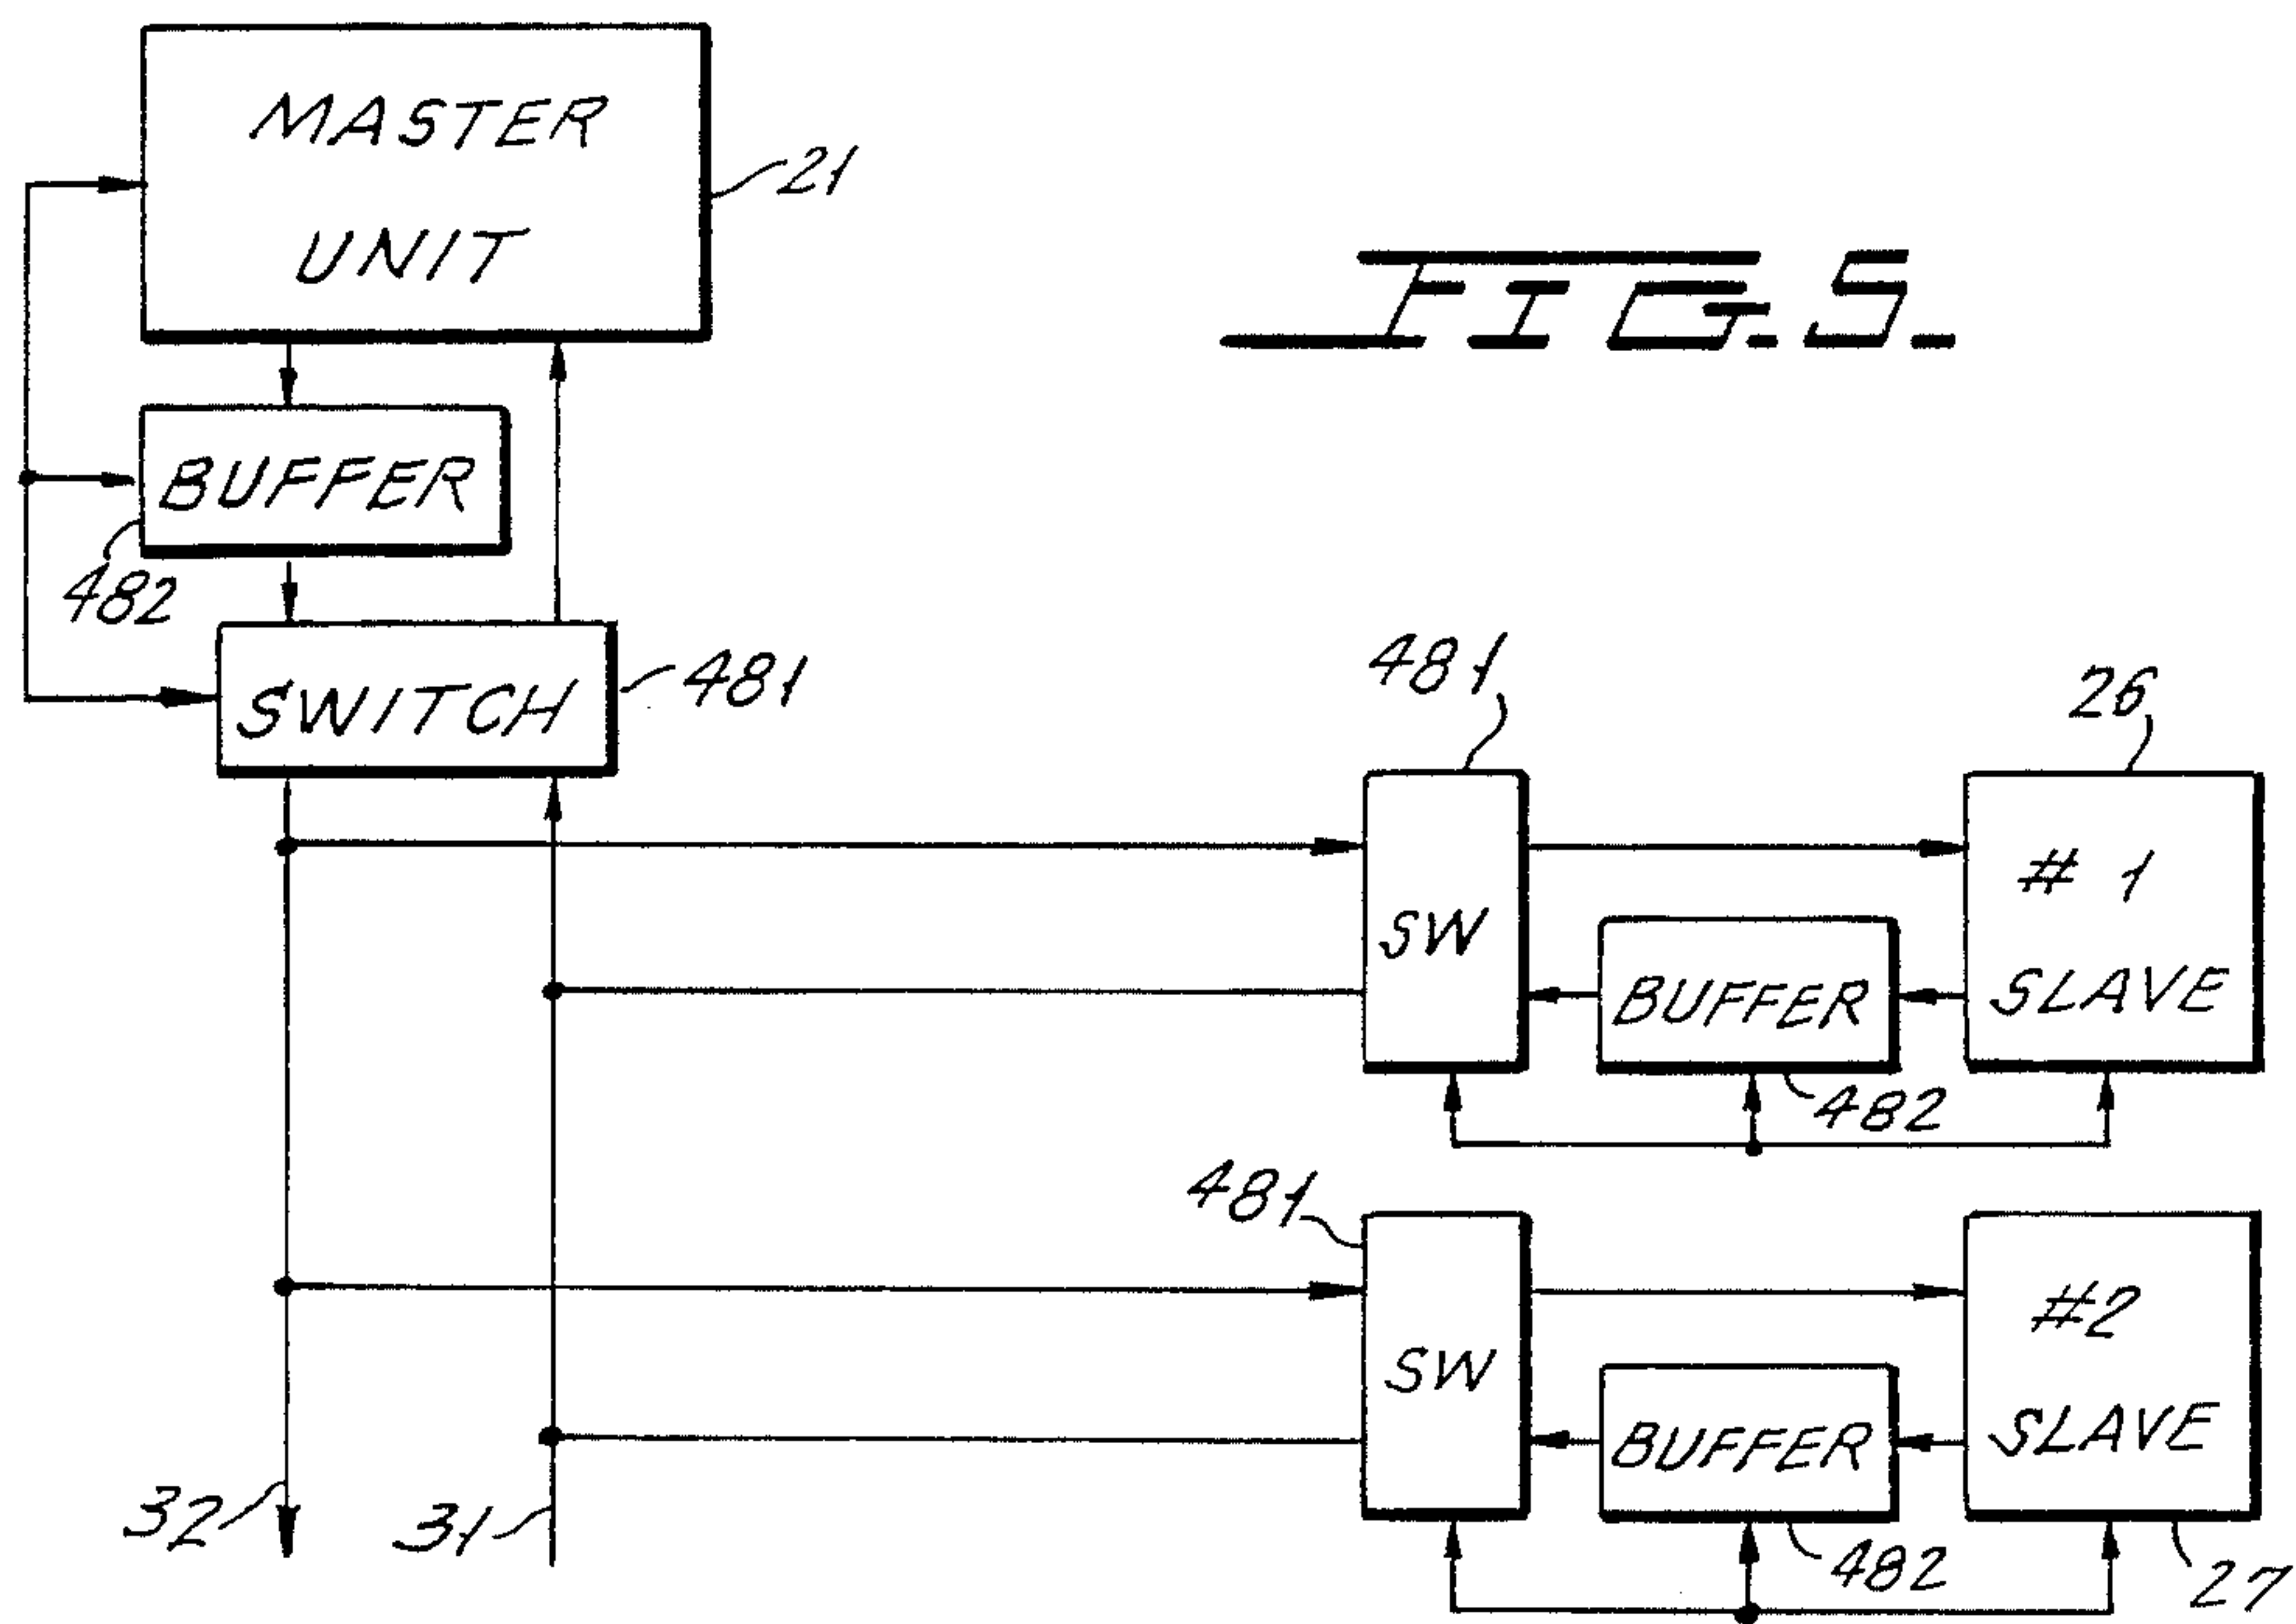 MASTER
UNIT
21
FIG. 5.
BUFFER
482
SWITCH
481
481
26
SW
# 1
SLAVE
BUFFER
482
481
SW
#2
SLAVE
BUFFER
482
27
32
31